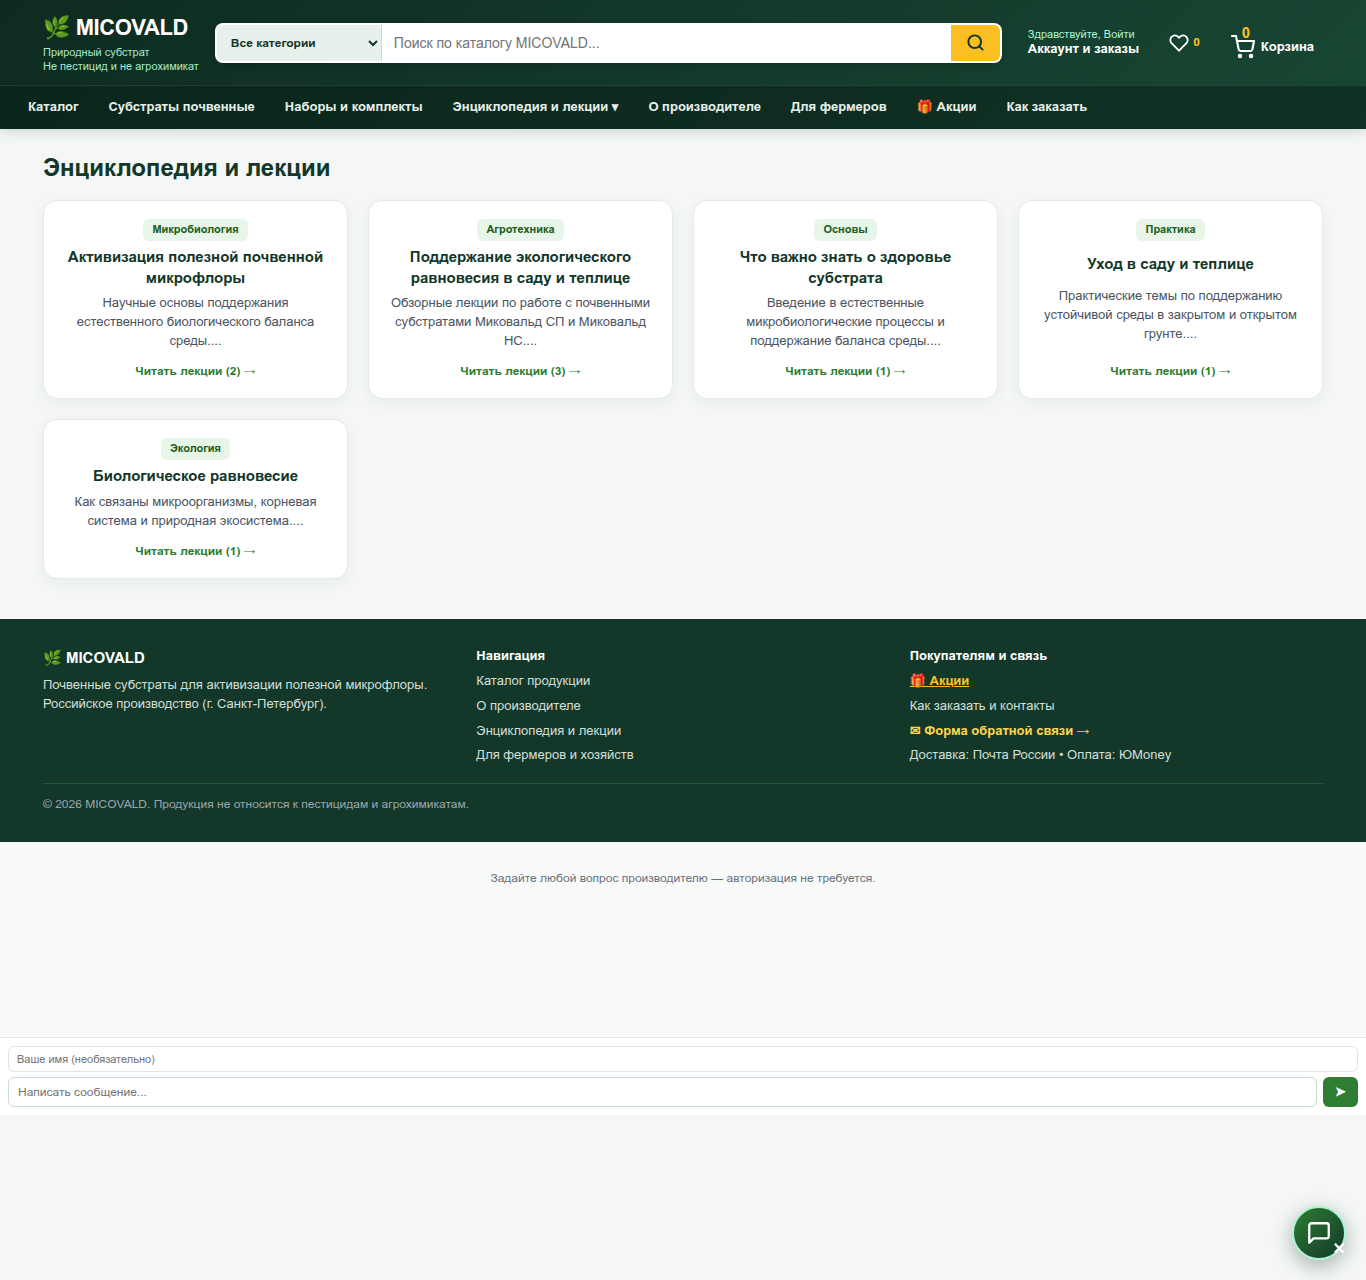 🌿 MICOVALD
Природный субстрат
Не пестицид и не агрохимикат
Все категории
Поиск по каталогу MICOVALD...
Здравствуйте, Войти
Аккаунт и заказы
0
0
Корзина
Каталог Субстраты почвенные Наборы и комплекты Энциклопедия и лекции ▾ О производителе Для фермеров 🎁 Акции Как заказать
Энциклопедия и лекции
Микробиология
Активизация полезной почвенной
микрофлоры
Научные основы поддержания
естественного биологического баланса
среды....
Читать лекции (2) →
Агротехника
Поддержание экологического
равновесия в саду и теплице
Обзорные лекции по работе с почвенными
субстратами Миковальд СП и Миковальд
НС....
Читать лекции (3) →
Основы
Что важно знать о здоровье
субстрата
Введение в естественные
микробиологические процессы и
поддержание баланса среды....
Читать лекции (1) →
Практика
Уход в саду и теплице
Практические темы по поддержанию
устойчивой среды в закрытом и открытом
грунте....
Читать лекции (1) →
Экология
Биологическое равновесие
Как связаны микроорганизмы, корневая
система и природная экосистема....
Читать лекции (1) →
🌿 MICOVALD
Почвенные субстраты для активизации полезной микрофлоры.
Российское производство (г. Санкт-Петербург).
Навигация
Каталог продукции
О производителе
Энциклопедия и лекции
Для фермеров и хозяйств
Покупателям и связь
🎁 Акции
Как заказать и контакты
✉ Форма обратной связи →
Доставка: Почта России • Оплата: ЮMoney
© 2026 MICOVALD. Продукция не относится к пестицидам и агрохимикатам.
Задайте любой вопрос производителю — авторизация не требуется.
Ваше имя (необязательно)
Написать сообщение...
➤
✕